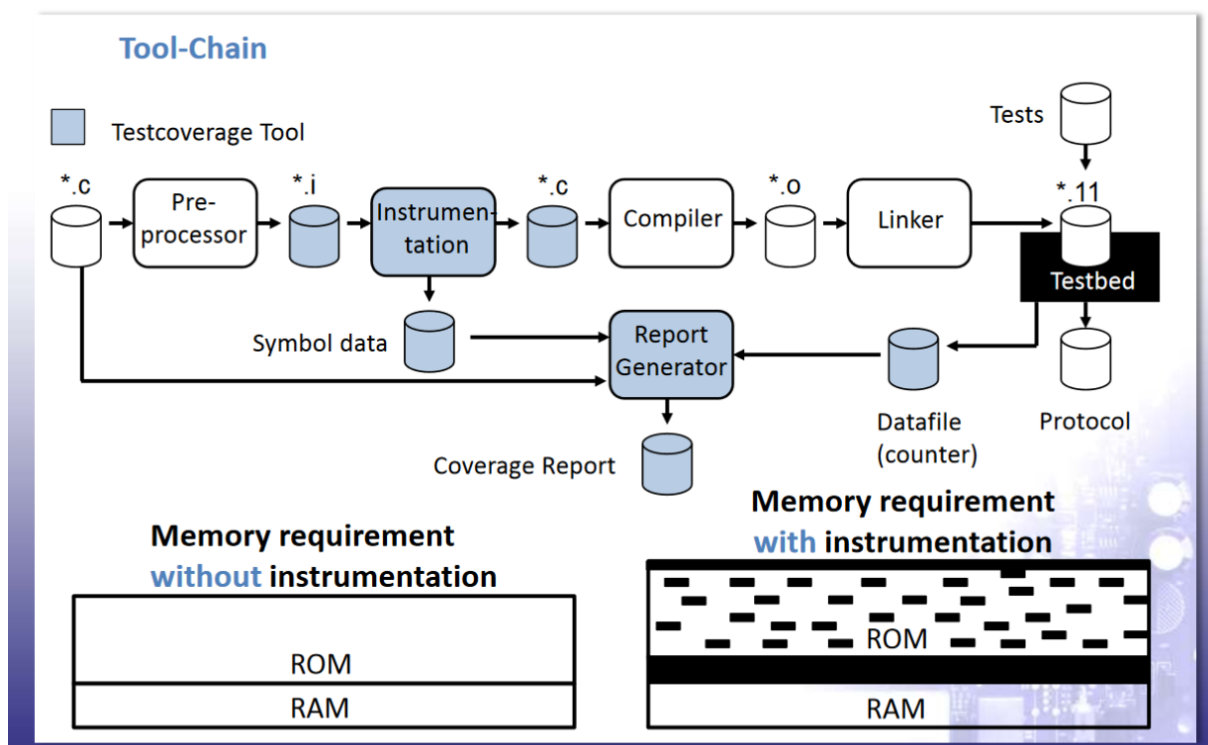 Tool-Chain
Testcoverage Tool
Tests
*.c
Pre-
processor
*.i
Instrumen-
tation
*.c
Compiler
*.o
Linker
*.11
Testbed
Symbol data
Report
Generator
Datafile
(counter)
Protocol
Coverage Report
Memory requirement
without instrumentation
ROM
RAM
Memory requirement
with instrumentation
ROM
RAM